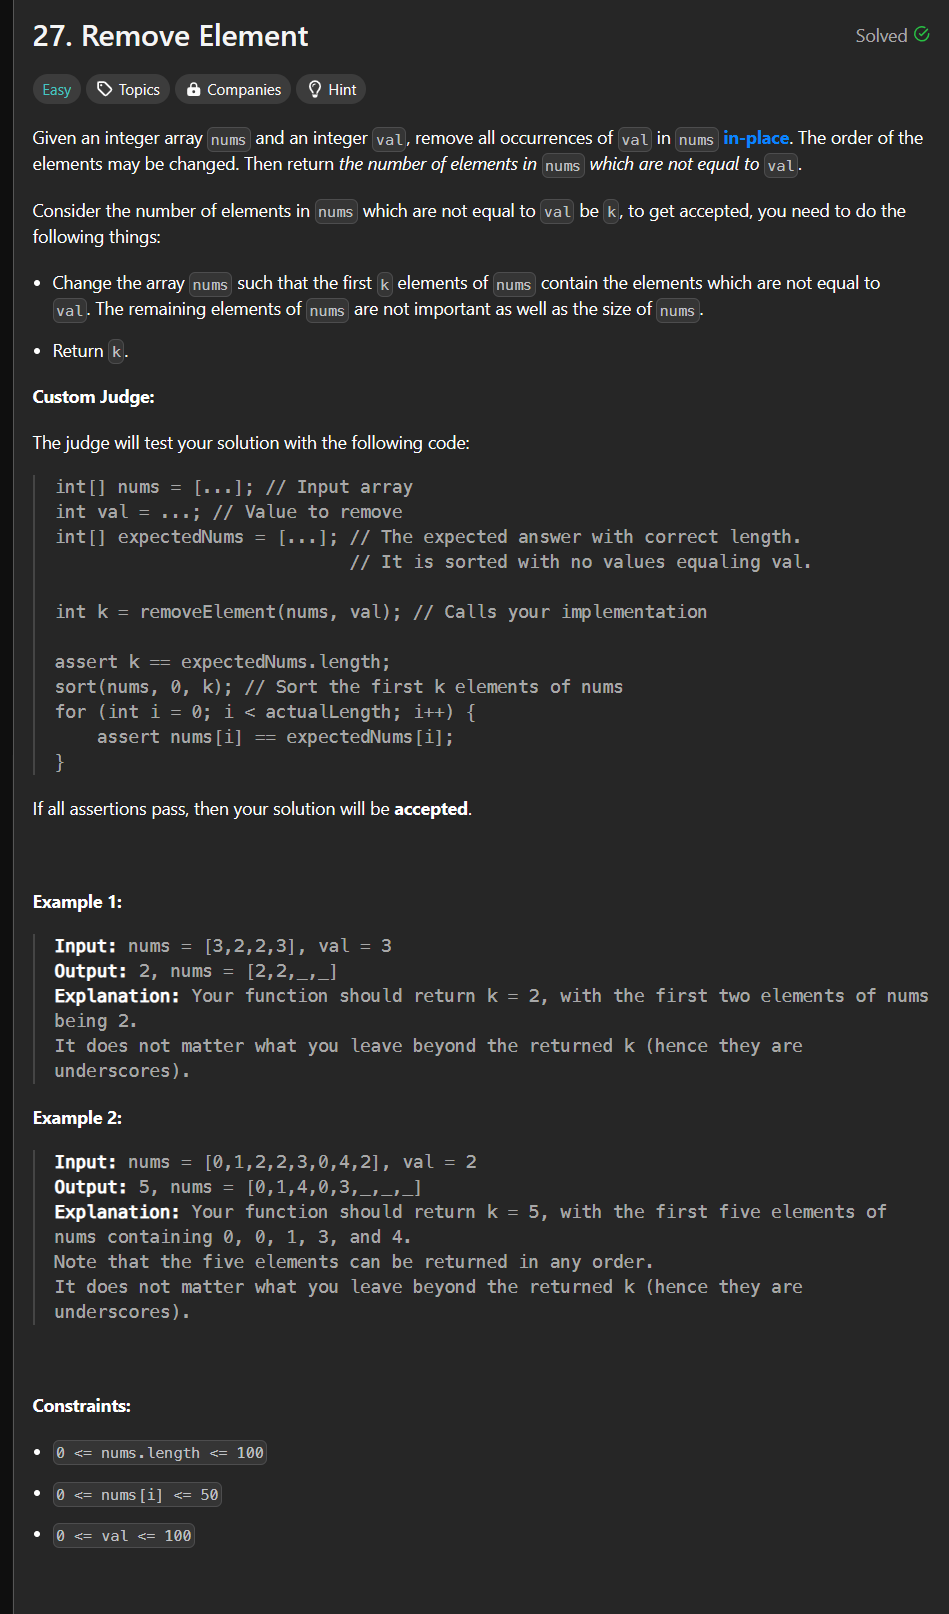 27. Remove Element
Solved
Easy Topics Companies Hint
Given an integer array nums and an integer val, remove all occurrences of val in nums in-place. The order of the
elements may be changed. Then return the number of elements in nums which are not equal to val.
Consider the number of elements in nums which are not equal to val be k, to get accepted, you need to do the
following things:
• Change the array nums such that the first k elements of nums contain the elements which are not equal to
val. The remaining elements of nums are not important as well as the size of nums.
• Return k.
Custom Judge:
The judge will test your solution with the following code:
int[] nums = [...]; // Input array
int val = ...; // Value to remove
int[] expectedNums = [...]; // The expected answer with correct length.
// It is sorted with no values equaling val.
int k = removeElement(nums, val); // Calls your implementation
assert k == expectedNums.length;
sort(nums, 0, k); // Sort the first k elements of nums
for (int i = 0; i < actualLength; i++) {
assert nums[i] == expectedNums[i];
}
If all assertions pass, then your solution will be accepted.
Example 1:
Input: nums = [3,2,2,3], val = 3
Output: 2, nums = [2,2,_,_]
Explanation: Your function should return k = 2, with the first two elements of nums
being 2.
It does not matter what you leave beyond the returned k (hence they are
underscores).
Example 2:
Input: nums = [0,1,2,2,3,0,4,2], val = 2
Output: 5, nums = [0,1,4,0,3,_,_,_]
Explanation: Your function should return k = 5, with the first five elements of
nums containing 0, 0, 1, 3, and 4.
Note that the five elements can be returned in any order.
It does not matter what you leave beyond the returned k (hence they are
underscores).
Constraints:
• 0 <= nums.length <= 100
• 0 <= nums[i] <= 50
• 0 <= val <= 100